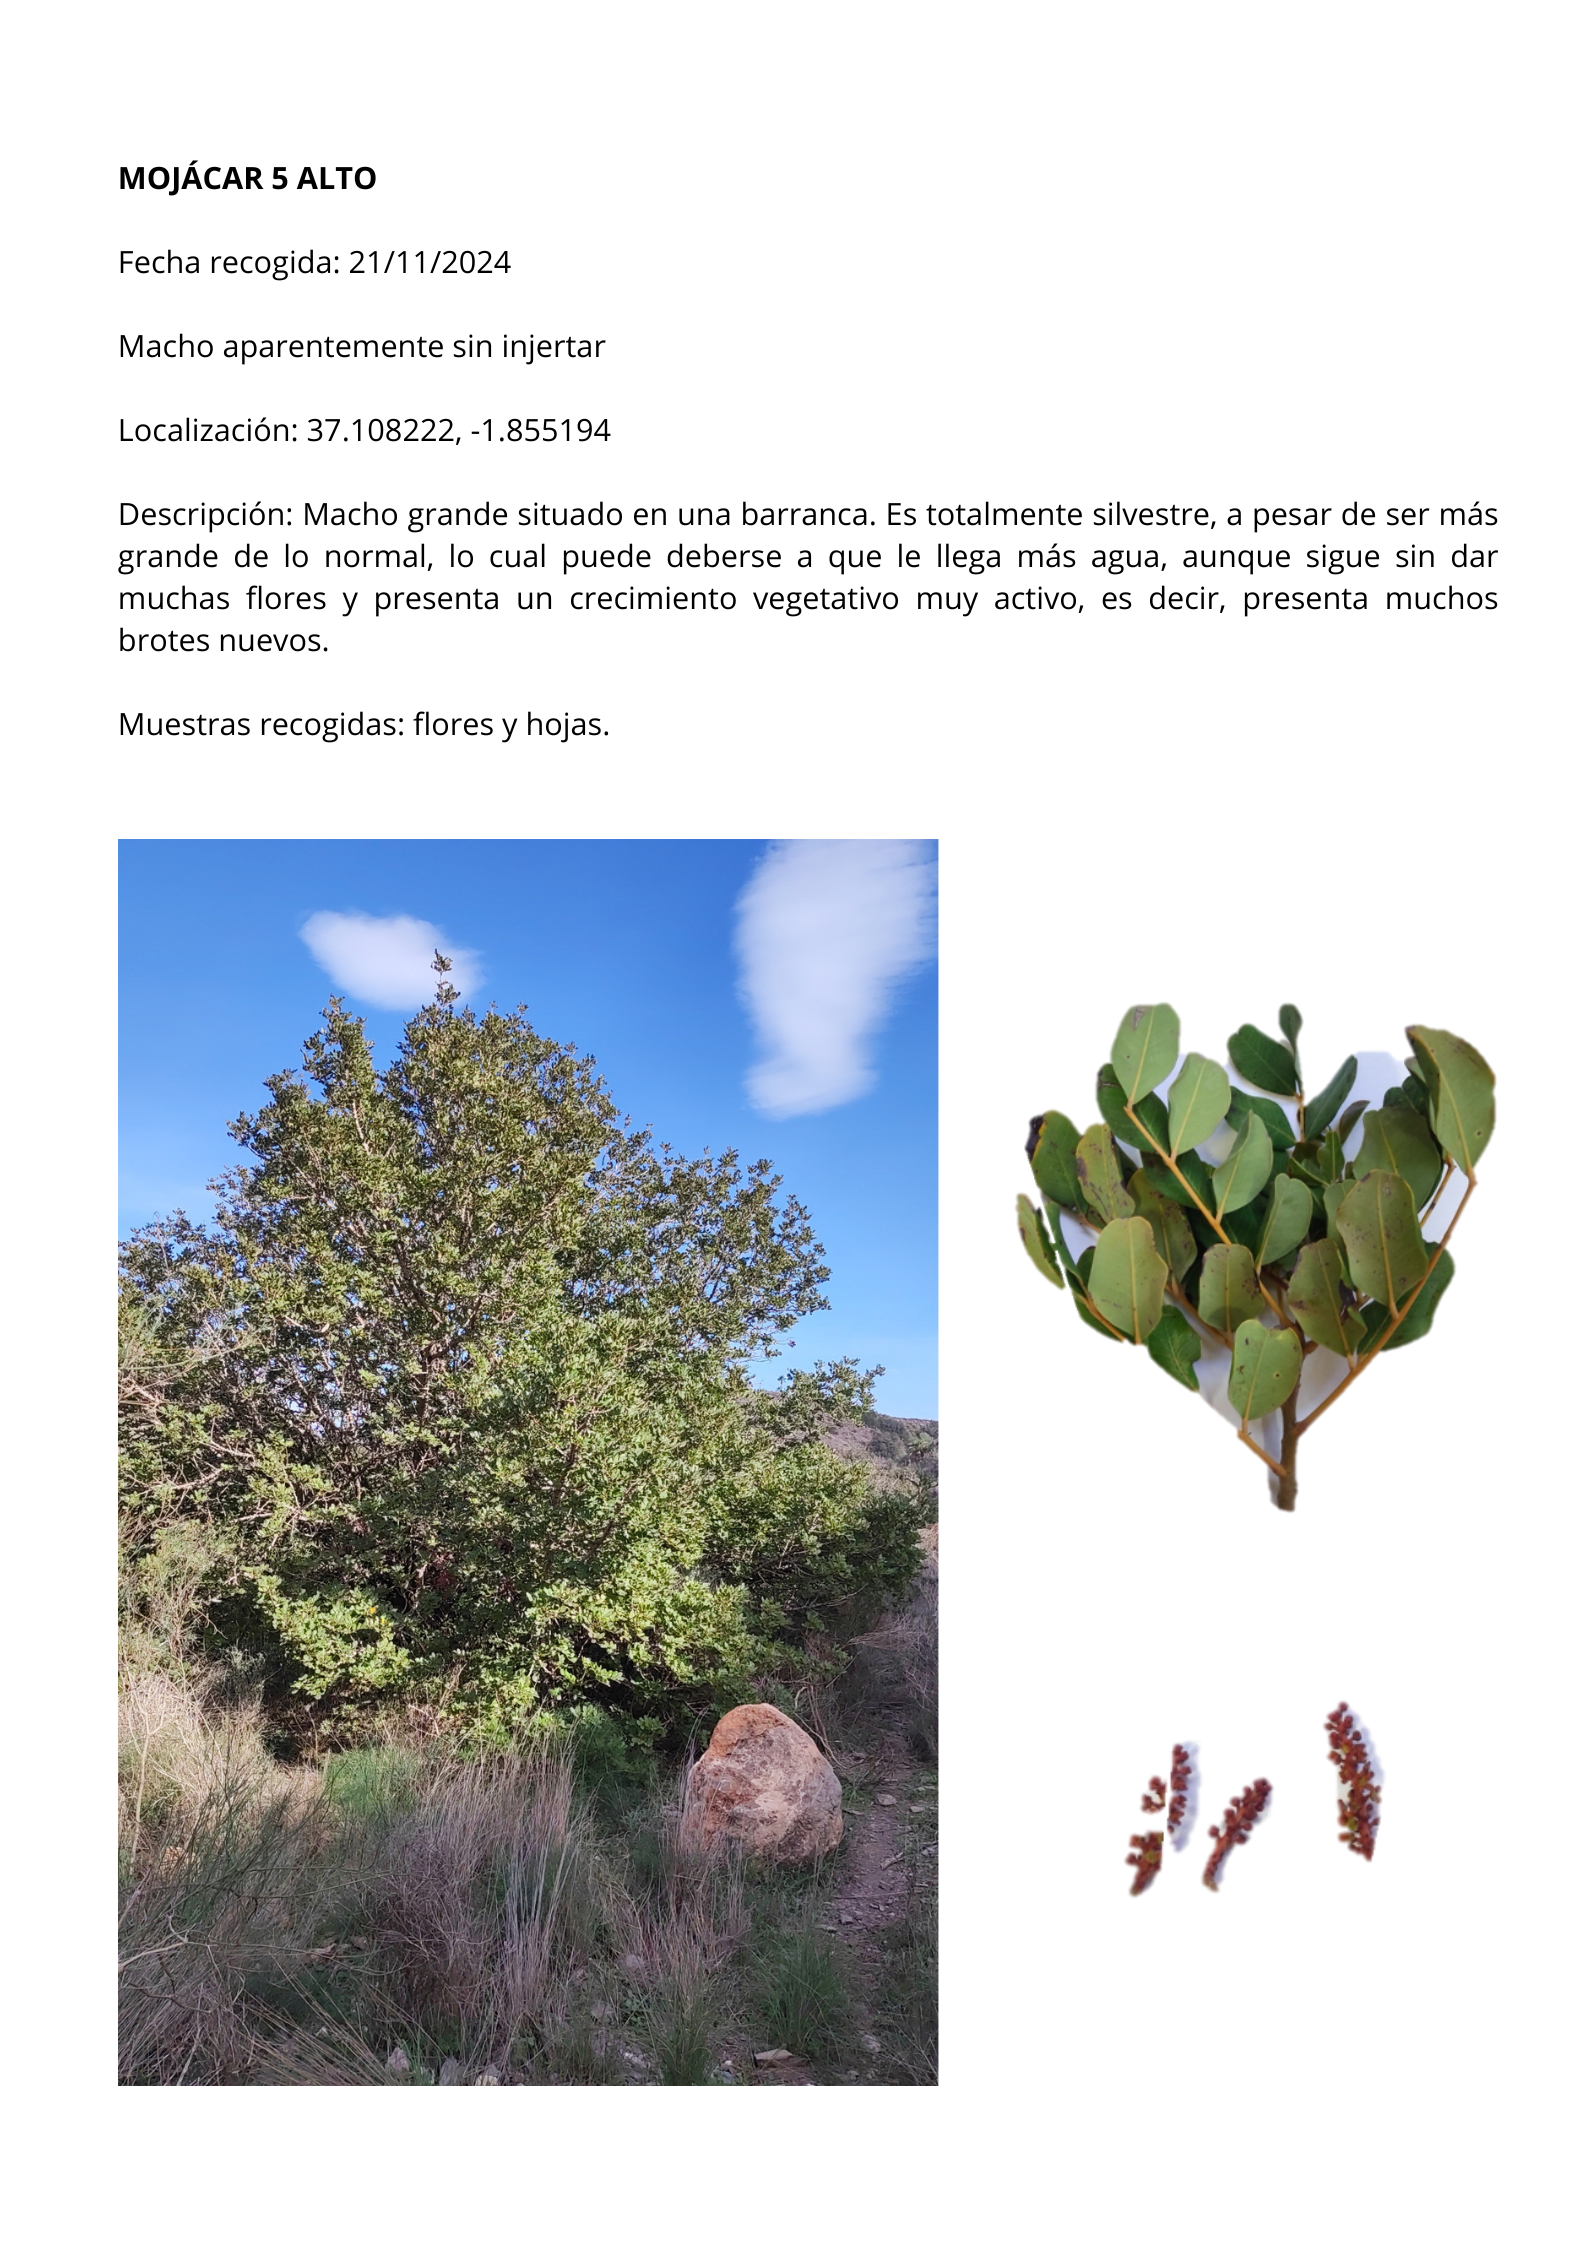 MOJÁCAR 5 ALTO
Fecha recogida: 21/11/2024
Macho aparentemente sin injertar
Localización: 37.108222, -1.855194
Descripción: Macho grande situado en una barranca. Es totalmente silvestre, a pesar de ser más
grande de lo normal, lo cual puede deberse a que le llega más agua, aunque sigue sin dar
muchas flores y presenta un crecimiento vegetativo muy activo, es decir, presenta muchos
brotes nuevos.
Muestras recogidas: flores y hojas.